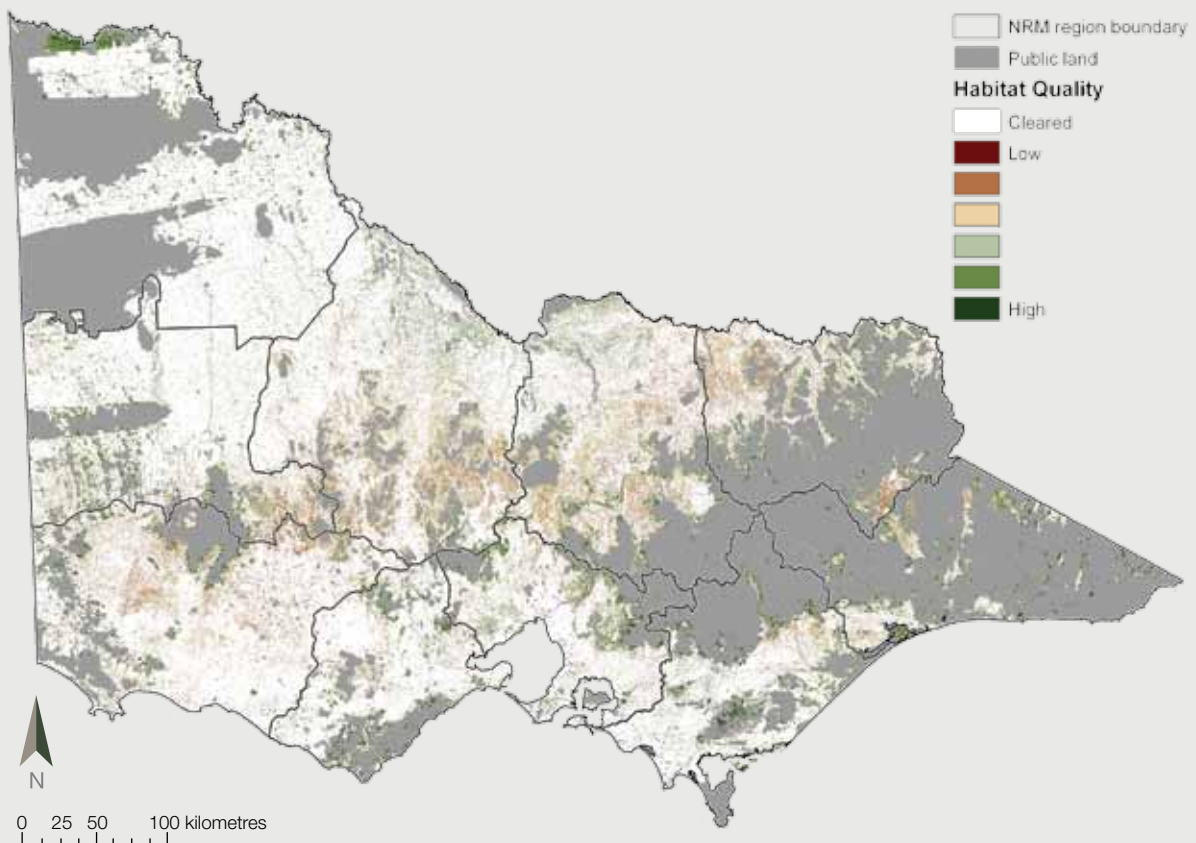 NRM region boundary
Public land
Habitat Quality
Cleared
Low
High
N
0 25 50 100 kilometres